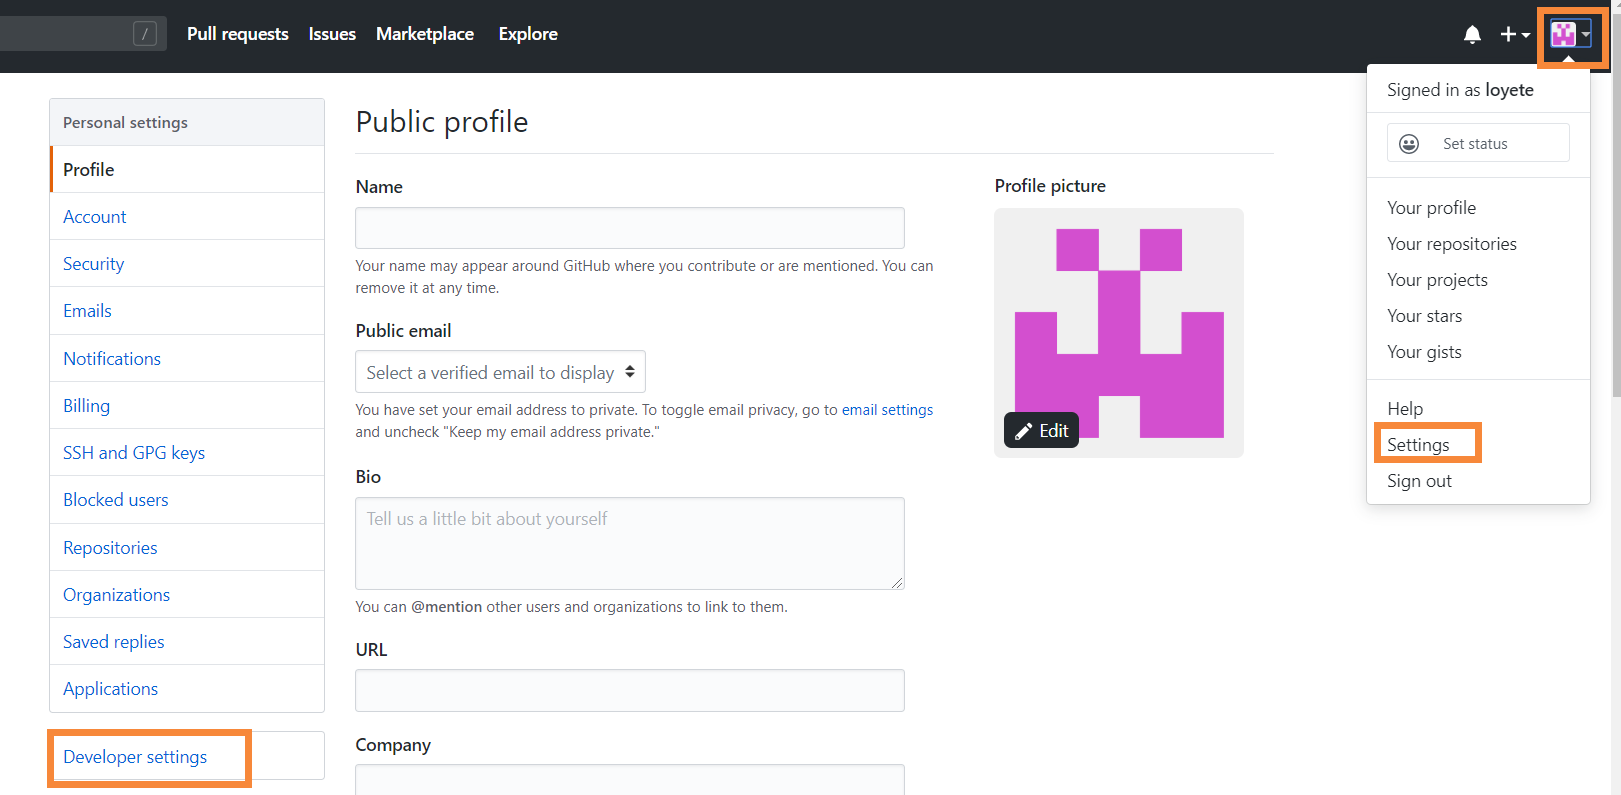 /
Pull requests
Issues
Marketplace
Explore
Signed in as loyete
Set status
Your profile
Your repositories
Your projects
Your stars
Your gists
Help
Settings
Sign out
Personal settings
Profile
Account
Security
Emails
Notifications
Billing
SSH and GPG keys
Blocked users
Repositories
Organizations
Saved replies
Applications
Developer settings
Public profile
Name
Your name may appear around GitHub where you contribute or are mentioned. You can
remove it at any time.
Public email
Select a verified email to display
You have set your email address to private. To toggle email privacy, go to email settings
and uncheck "Keep my email address private."
Bio
Tell us a little bit about yourself
You can @mention other users and organizations to link to them.
URL
Company
Profile picture
Edit